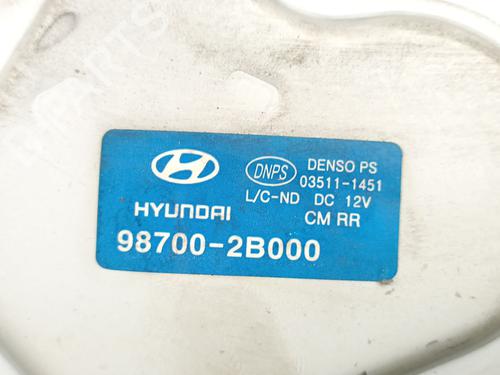 DNPS
DENSO PS
03511-1451
L/C-ND DC 12V
HYUNDAI
CM RR
98700-2B000